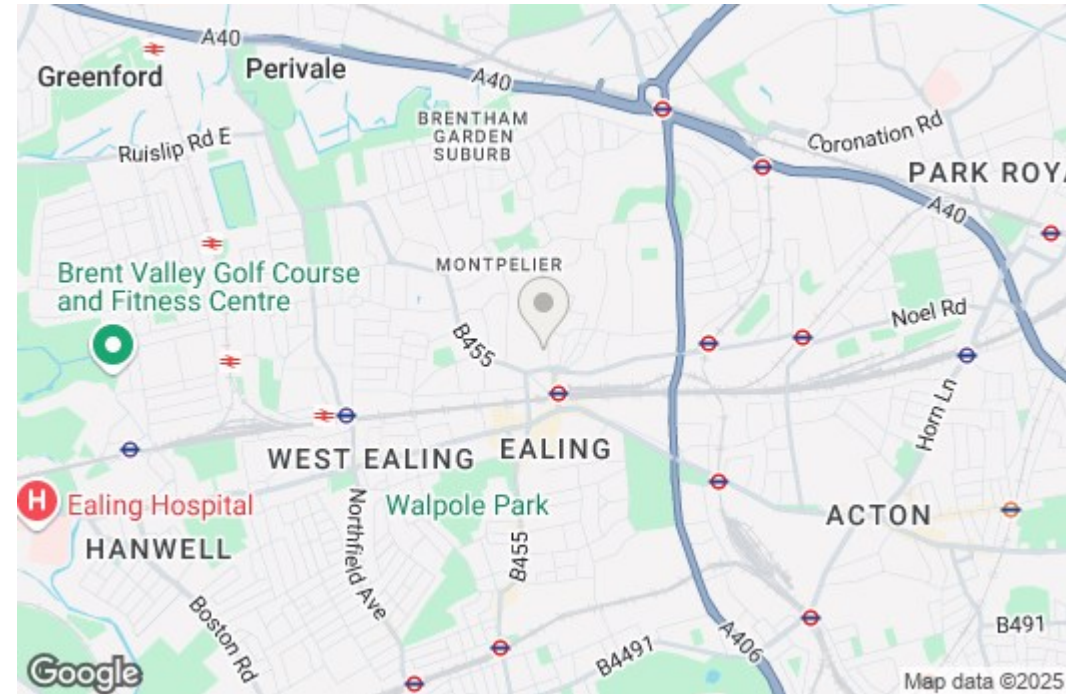 A40
Greenford
Perivale
A40
BRENTHAM
GARDEN
SUBURB
Coronation Rd
Ruislip Rd E
PARK ROYA
A40
MONTPELIER
Brent Valley Golf Course
and Fitness Centre
Noel Rd
B455
Horn Ln
WEST EALING
EALING
H
Ealing Hospital
Walpole Park
ACTON
Northfield Ave
HANWELL
B455
Boston Rd
B4491
A406
B491
Google
Map data ©2025